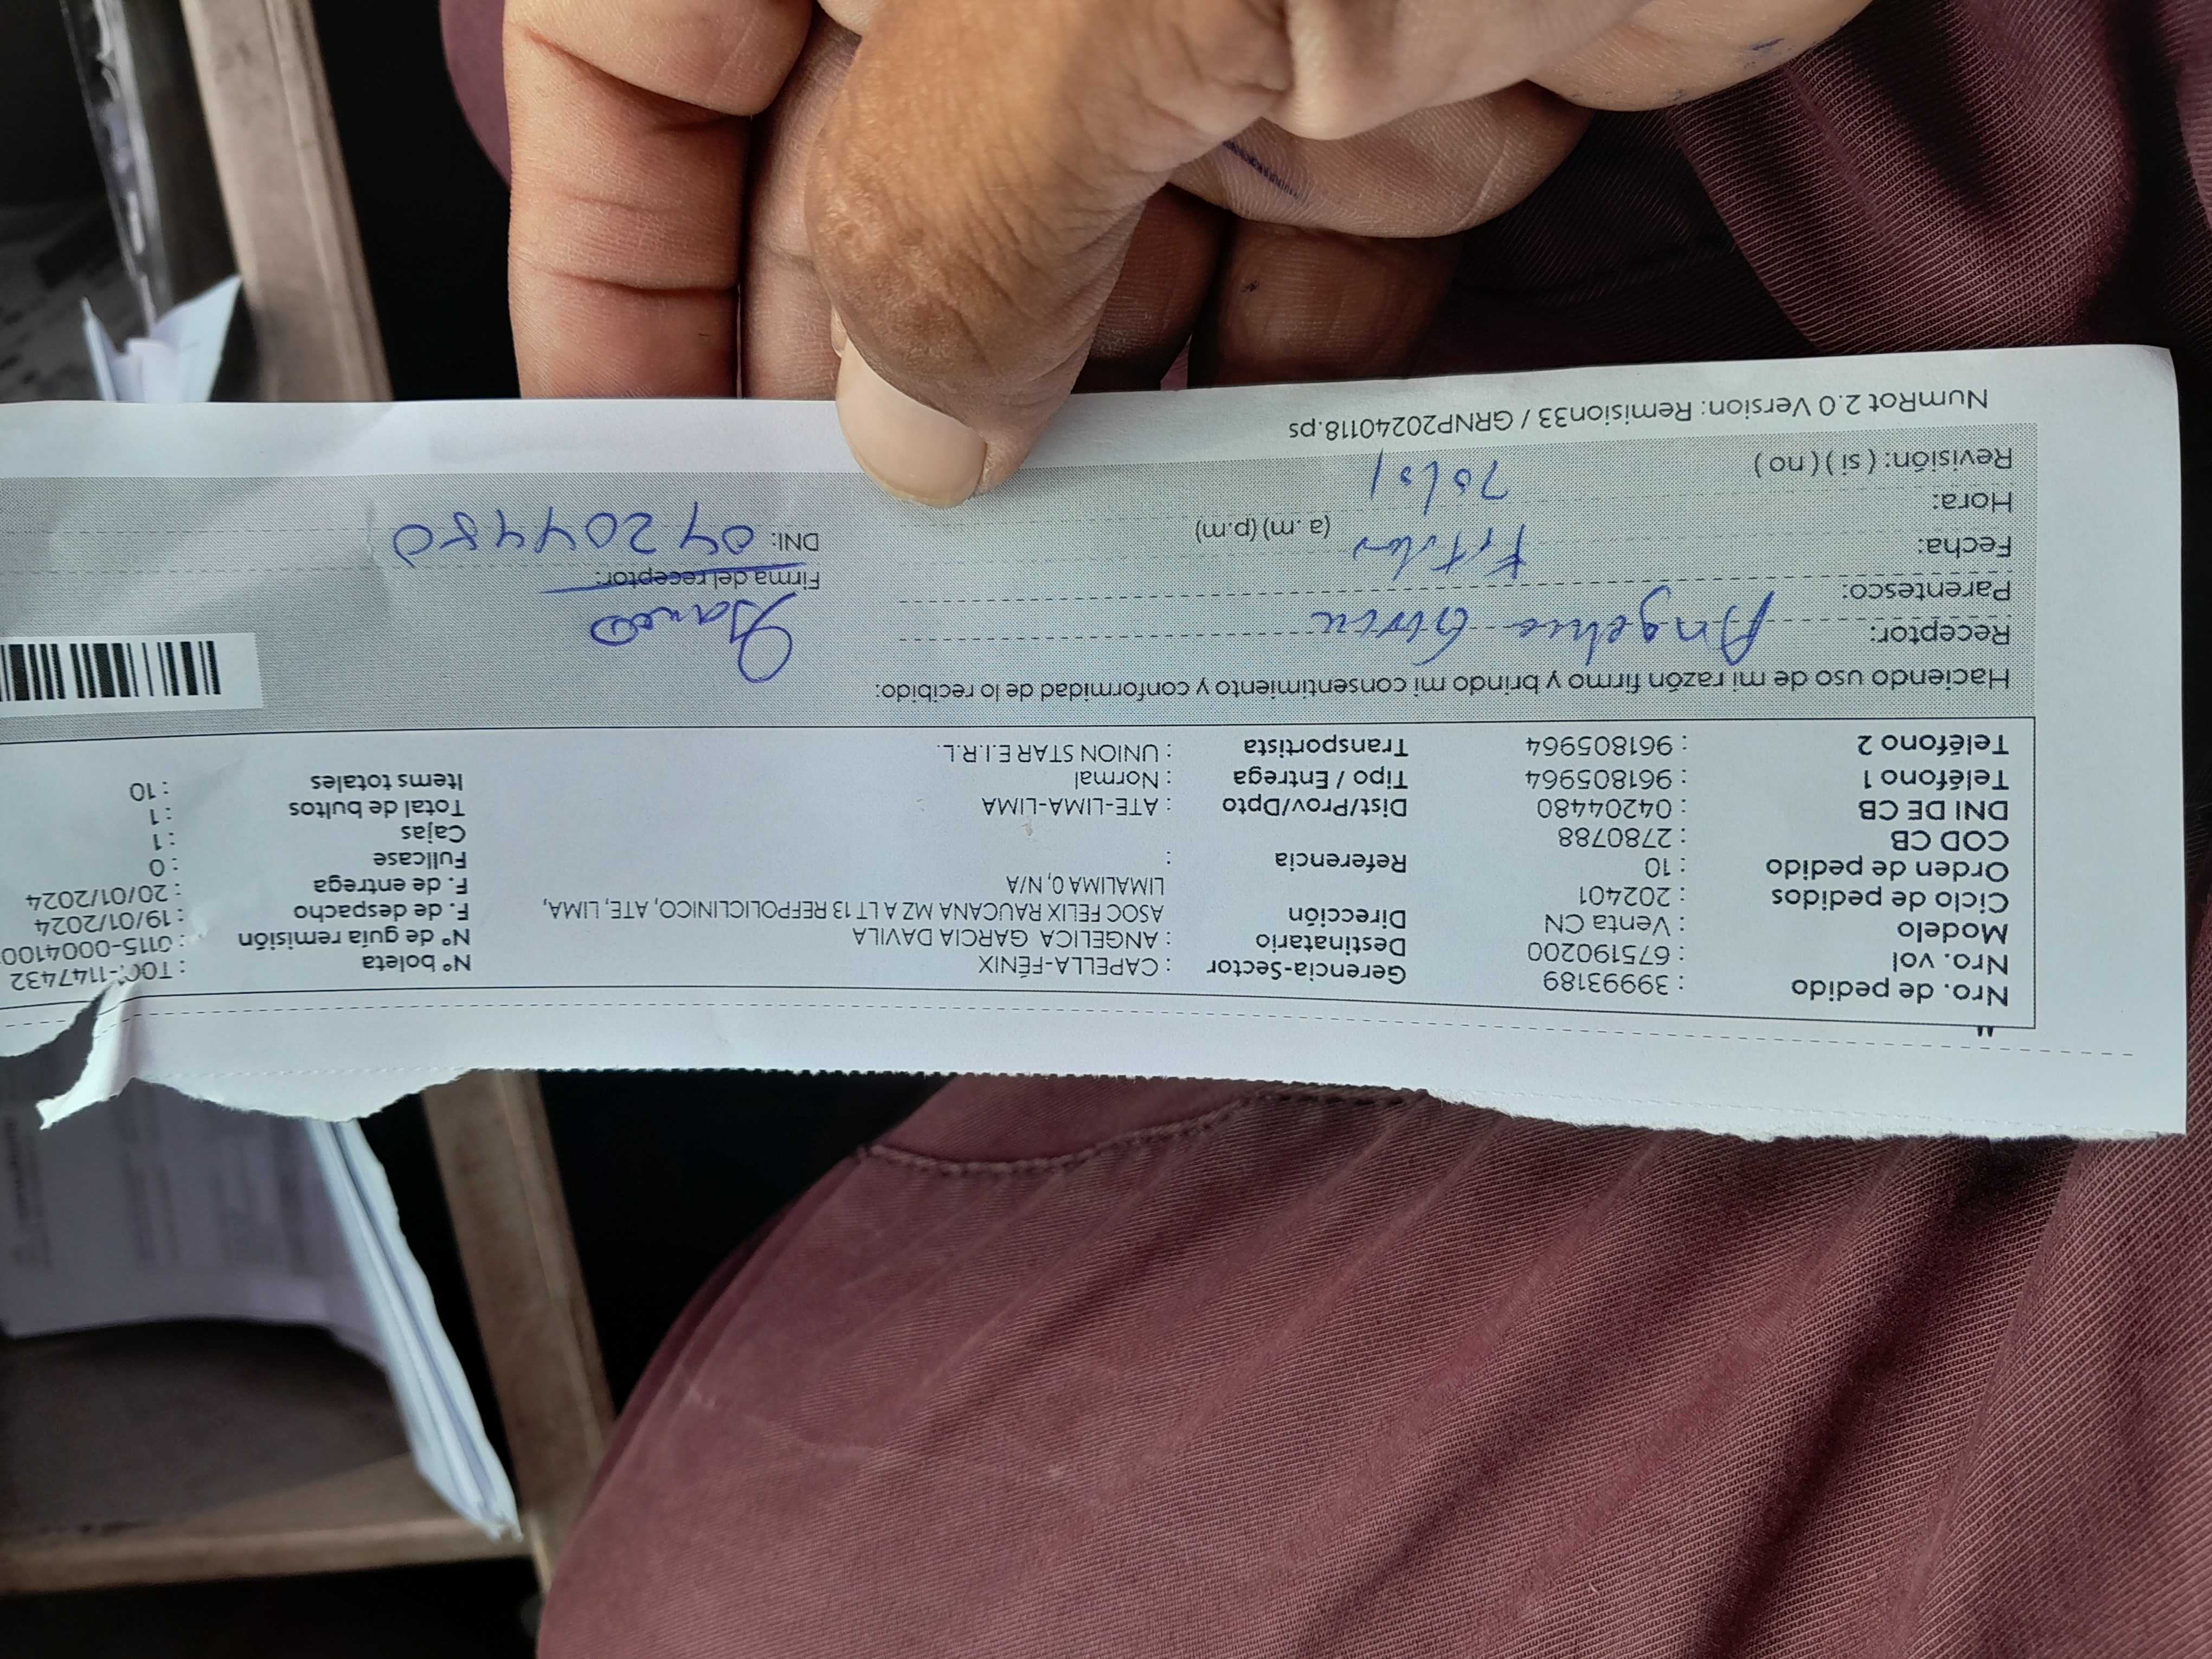 Nro. de pedido : 39993189 Gerencia-Sector : CAPELLA-FÉNIX Nº boleta -1147432
Nro. vol : 675190200 Destinatario : ANGELICA GARCIA DAVILA Nº de guía remisión : 0115-0004100
Modelo : Venta CN Dirección ASOC FELIX RAUCANA MZ A LT 13 REFPOLICLINICO, ATE, LIMA, F. de despacho : 19/01/2024
Ciclo de pedidos : 202401 LIMALIMA 0, N/A F. de entrega : 20/01/2024
Orden de pedido : 10 Referencia : Fullcase : 0
COD CB : 2780788 Cajas : 1
DNI DE CB : 04204480 Dist/Prov/Dpto : ATE-LIMA-LIMA Total de bultos : 1
Teléfono 1 : 961805964 Tipo / Entrega : Normal Items totales : 10
Teléfono 2 : 961805964 Transportista : UNION STAR E.I.R.L.
Haciendo uso de mi razón firmo y brindo mi consentimiento y conformidad de lo recibido:
Receptor: Angelica
Parentesco: Firma del receptor:
Fecha: (a.m) (p.m) DNI: 04204480
Hora:
Revisión: ( si ) ( no )
NumRot 2.0 Version: Remision33 / GRNP20240118.ps